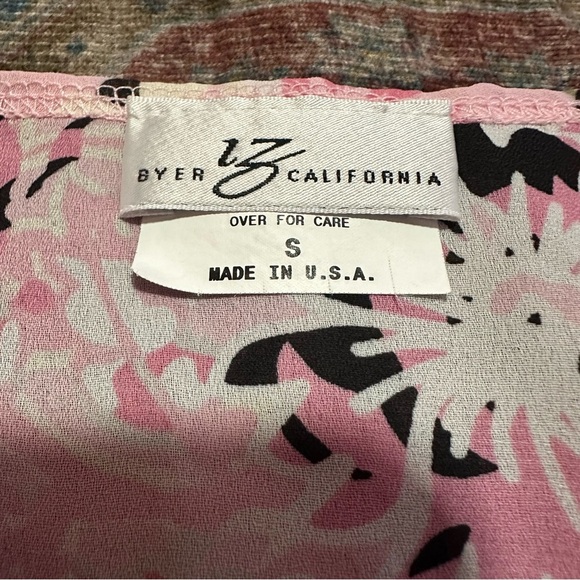 BYER iz CALIFORNIA
OVER FOR CARE
S
MADE IN U.S.A.